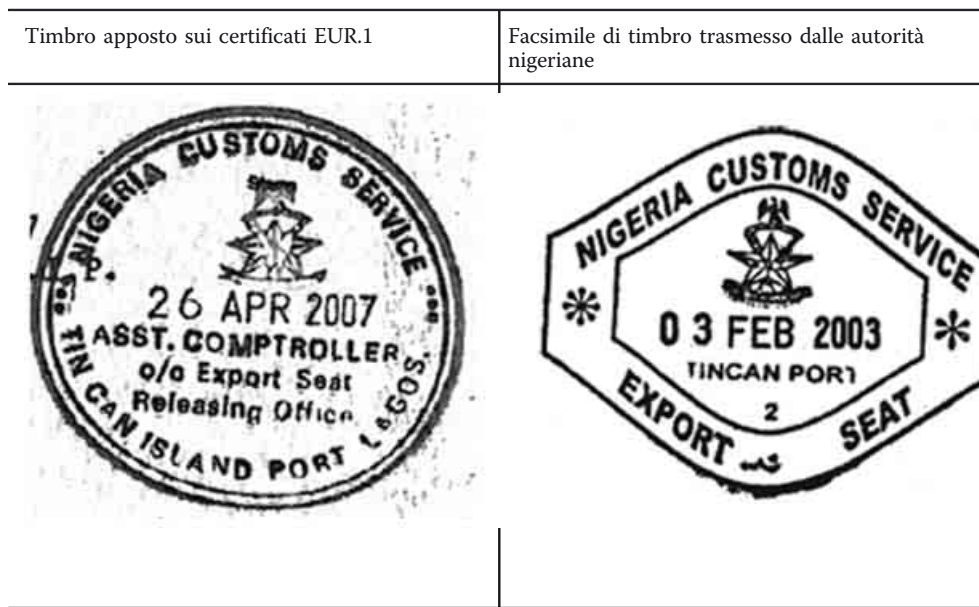 Timbro apposto sui certificati EUR.1
Facsimile di timbro trasmesso dalle autorità
nigeriane
NIGERIA CUSTOMS SERVICE
P.
26 APR 2007
ASST. COMPTROLLER
o/c Export Seat
Releasing Office
TIN CAN ISLAND PORT LAGOS.
NIGERIA CUSTOMS SERVICE
03 FEB 2003
TINCAN PORT
2
EXPORT SEAT